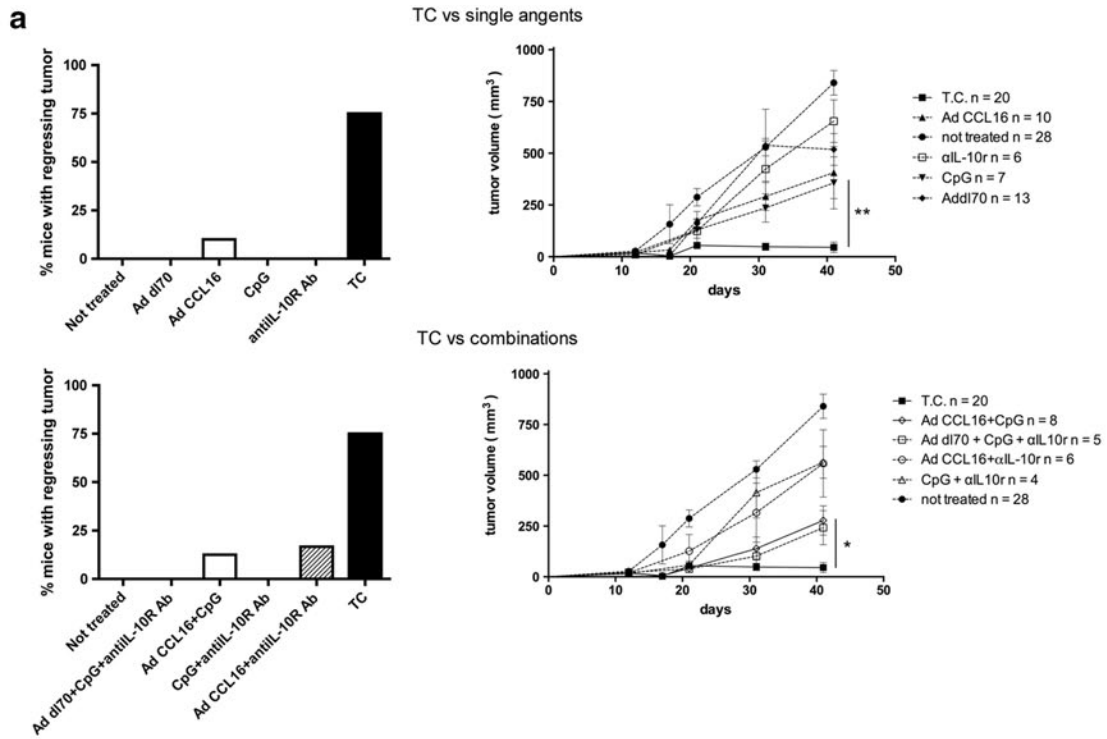 a
TC vs single angents
% mice with regressing tumor
100
75
50
25
0
Not treated
Ad dl70
Ad CCL16
CpG
antiIL-10R Ab
TC
tumor volume ( mm³ )
1000
750
500
250
0
0
10
20
30
40
50
days
**
T.C. n = 20
Ad CCL16 n = 10
not treated n = 28
αIL-10r n = 6
CpG n = 7
Addl70 n = 13
TC vs combinations
% mice with regressing tumor
100
75
50
25
0
Not treated
Ad dl70+CpG+antiIL-10R Ab
Ad CCL16+CpG
CpG+antiIL-10R Ab
Ad CCL16+antiIL-10R Ab
TC
tumor volume ( mm³ )
1000
750
500
250
0
0
10
20
30
40
50
days
*
T.C. n = 20
Ad CCL16+CpG n = 8
Ad dl70 + CpG + αIL10r n = 5
Ad CCL16+αIL-10r n = 6
CpG + αIL10r n = 4
not treated n = 28